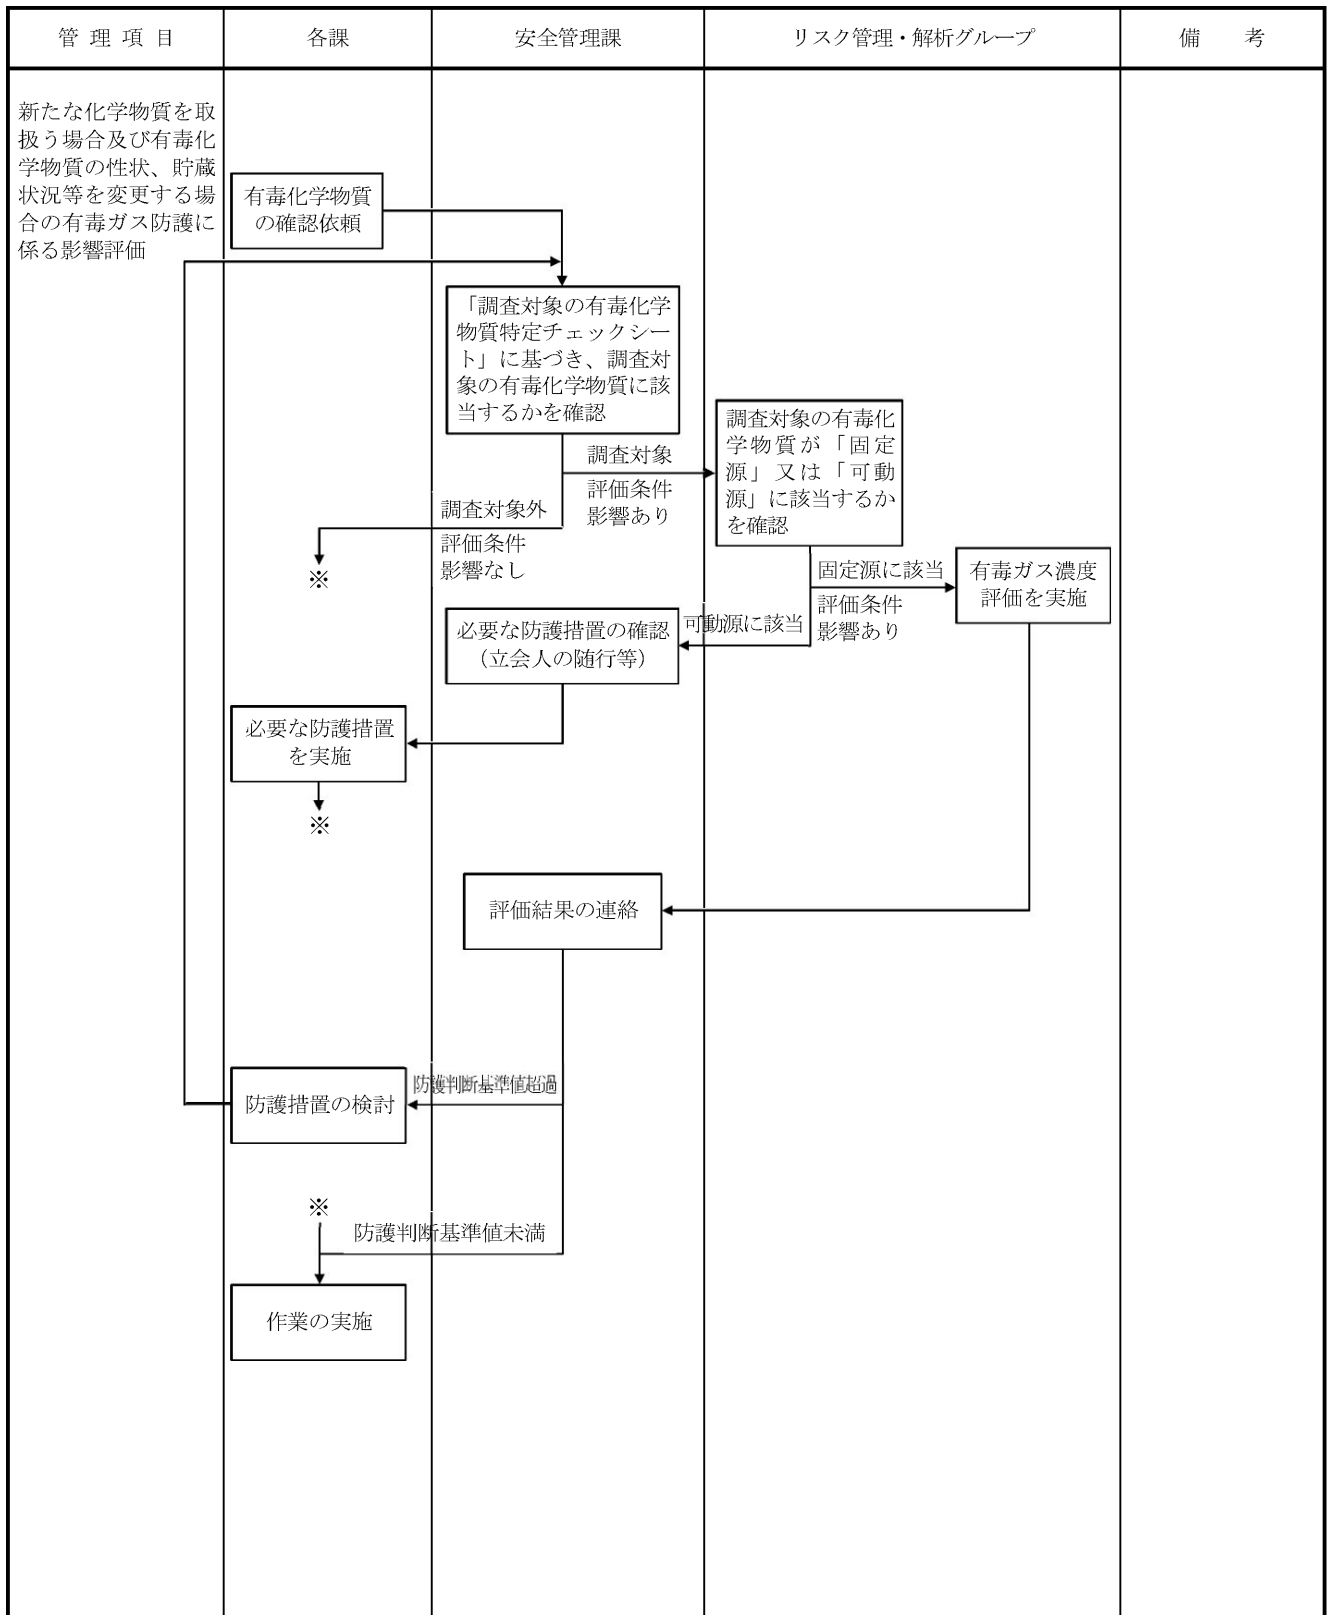 管理項目
各課
安全管理課
リスク管理・解析グループ
備考
新たな化学物質を取
扱う場合及び有毒化
学物質の性状、貯蔵
状況等を変更する場
合の有毒ガス防護に
係る影響評価
有毒化学物質
の確認依頼
「調査対象の有毒化学
物質特定チェックシー
ト」に基づき、調査対
象の有毒化学物質に該
当するかを確認
調査対象
評価条件
影響あり
調査対象外
評価条件
影響なし
※
調査対象の有毒化
学物質が「固定
源」又は「可動
源」に該当するか
を確認
固定源に該当
評価条件
影響あり
有毒ガス濃度
評価を実施
可動源に該当
必要な防護措置の確認
（立会人の随行等）
必要な防護措置
を実施
※
評価結果の連絡
防護判断基準値超過
防護措置の検討
※
防護判断基準値未満
作業の実施